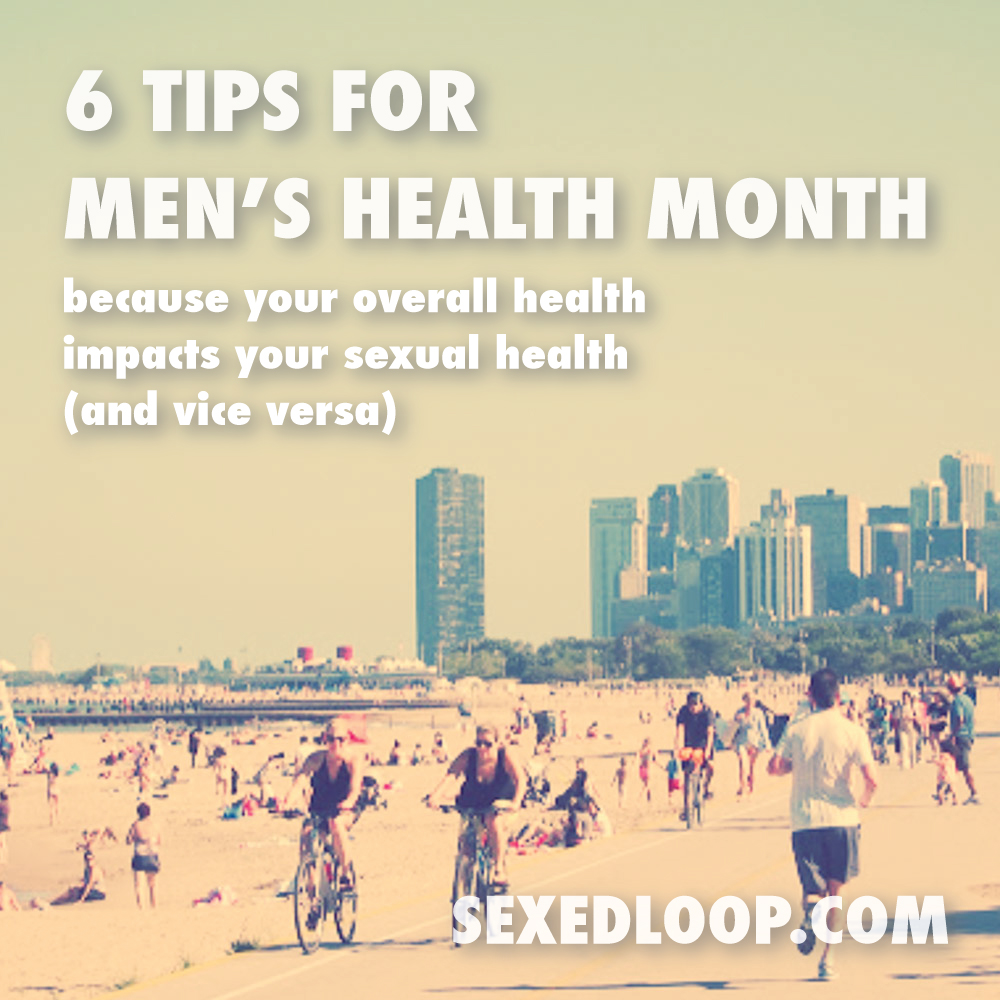 6 TIPS FOR
MEN’S HEALTH MONTH
because your overall health
impacts your sexual health
(and vice versa)
SEXEDLOOP.COM